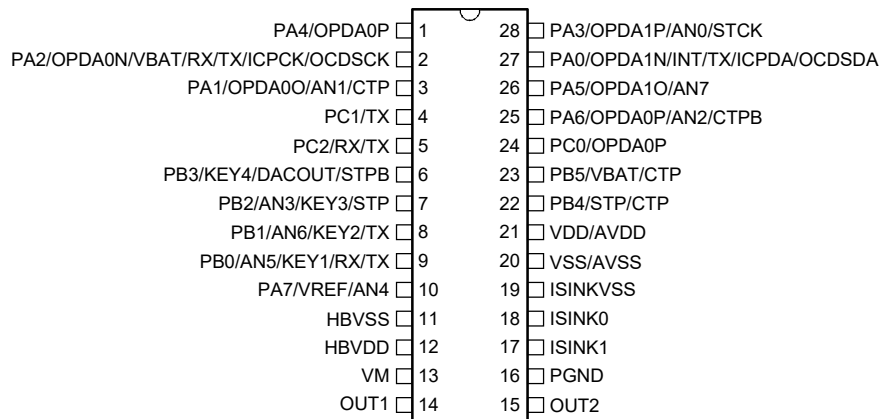 PA4/OPDA0P 1 28 PA3/OPDA1P/AN0/STCK
PA2/OPDA0N/VBAT/RX/TX/ICPCK/OCDSCK 2 27 PA0/OPDA1N/INT/TX/ICPDA/OCDSDA
PA1/OPDA0O/AN1/CTP 3 26 PA5/OPDA1O/AN7
PC1/TX 4 25 PA6/OPDA0P/AN2/CTPB
PC2/RX/TX 5 24 PC0/OPDA0P
PB3/KEY4/DACOUT/STPB 6 23 PB5/VBAT/CTP
PB2/AN3/KEY3/STP 7 22 PB4/STP/CTP
PB1/AN6/KEY2/TX 8 21 VDD/AVDD
PB0/AN5/KEY1/RX/TX 9 20 VSS/AVSS
PA7/VREF/AN4 10 19 ISINKVSS
HBVSS 11 18 ISINK0
HBVDD 12 17 ISINK1
VM 13 16 PGND
OUT1 14 15 OUT2